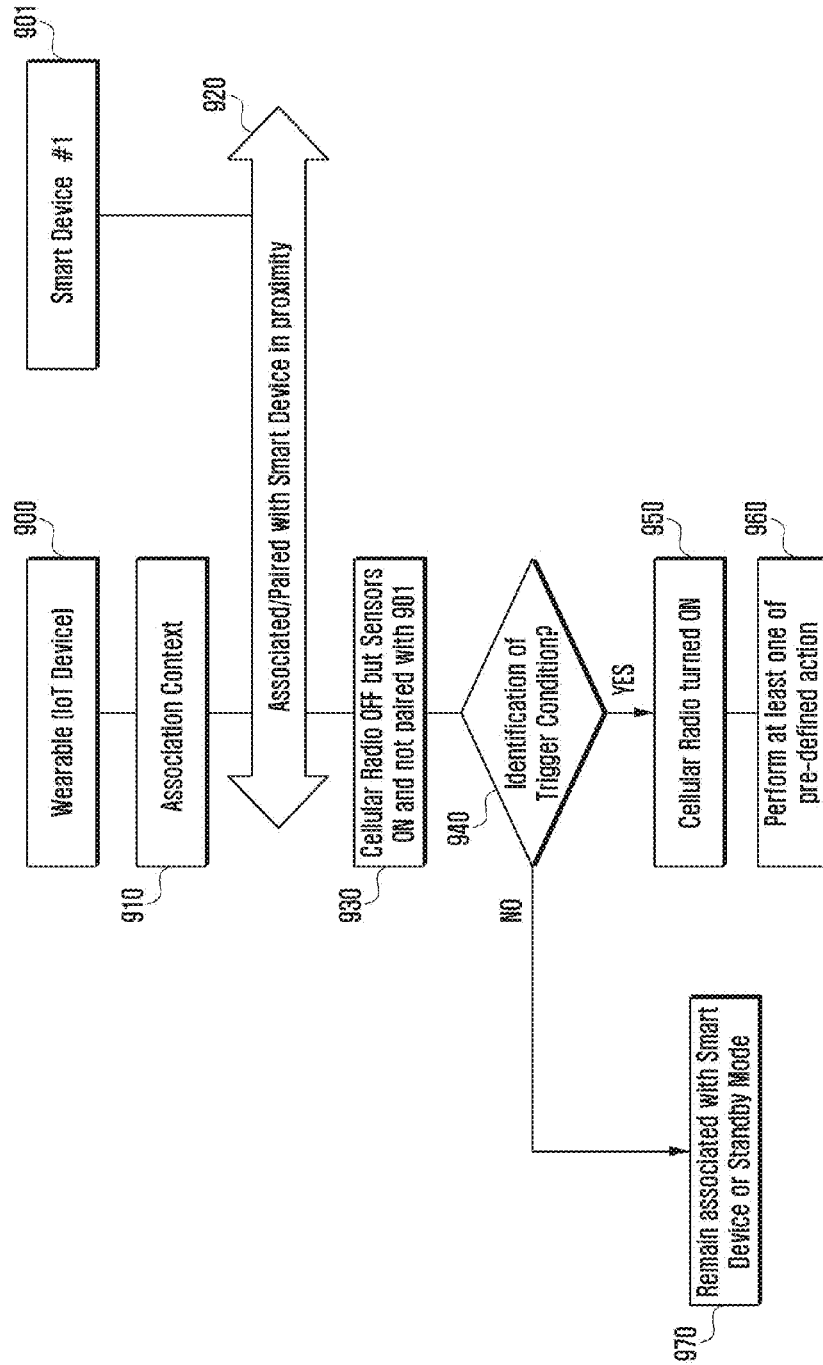 900
Wearable (IoT Device)
901
Smart Device #1
910
Association Context
920
Associated/Paired with Smart Device in proximity
930
Cellular Radio OFF but Sensors
ON and not paired with 901
940
Identification of
Trigger Condition?
NO
YES
950
Cellular Radio turned ON
960
Perform at least one of
pre-defined action
970
Remain associated with Smart
Device or Standby Mode